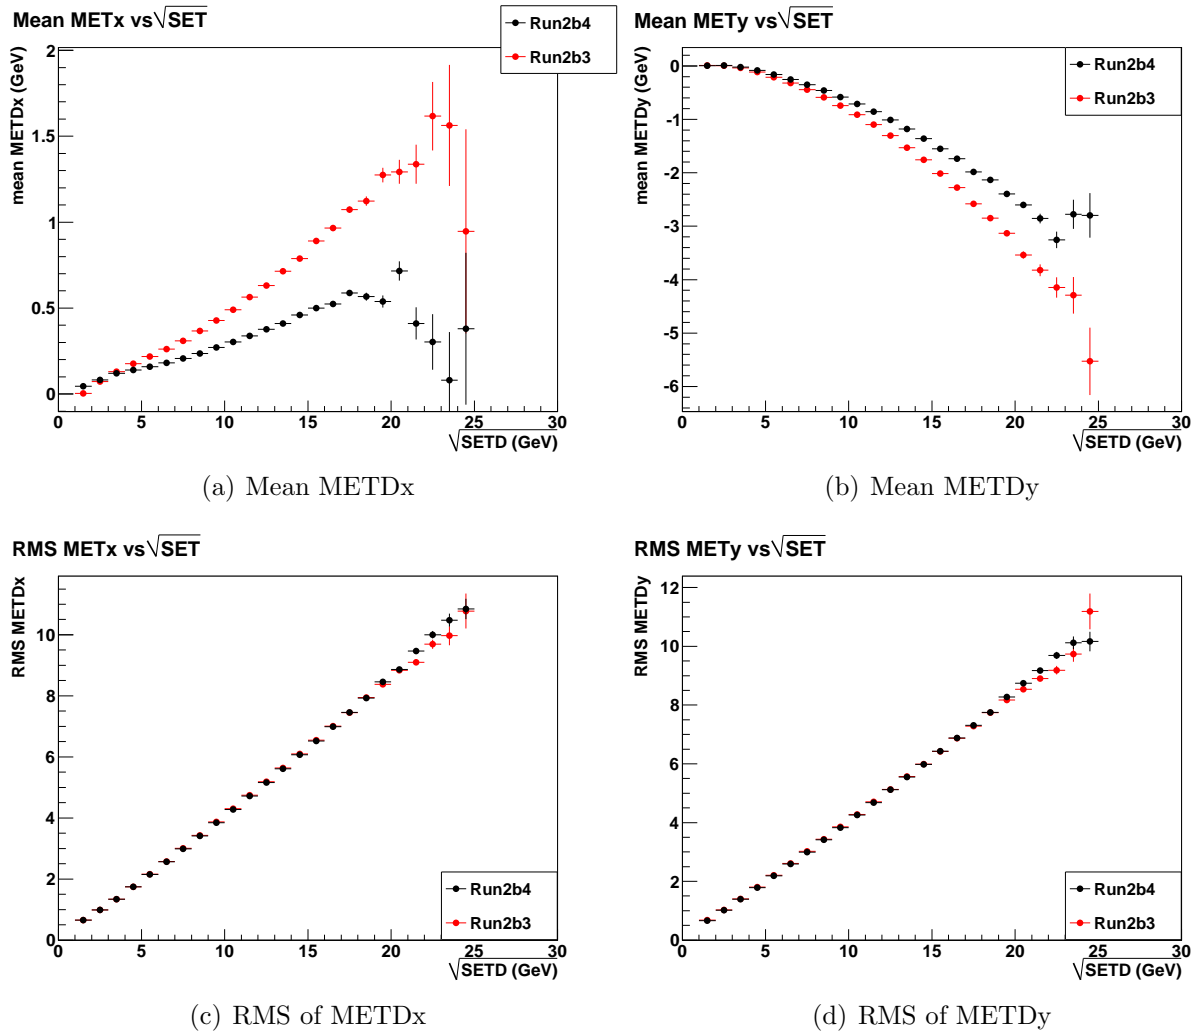 Mean METx vs √SET
Run2b4
Run2b3
mean METDx (GeV)
2
1.5
1
0.5
0
0 5 10 15 20 25 30
√SETD (GeV)
(a) Mean METDx
Mean METy vs √SET
Run2b4
Run2b3
mean METDy (GeV)
0
-1
-2
-3
-4
-5
-6
0 5 10 15 20 25 30
√SETD (GeV)
(b) Mean METDy
RMS METx vs √SET
RMS METDx
10
8
6
4
2
0
Run2b4
Run2b3
0 5 10 15 20 25 30
√SETD (GeV)
(c) RMS of METDx
RMS METy vs √SET
RMS METDy
12
10
8
6
4
2
0
Run2b4
Run2b3
0 5 10 15 20 25 30
√SETD (GeV)
(d) RMS of METDy